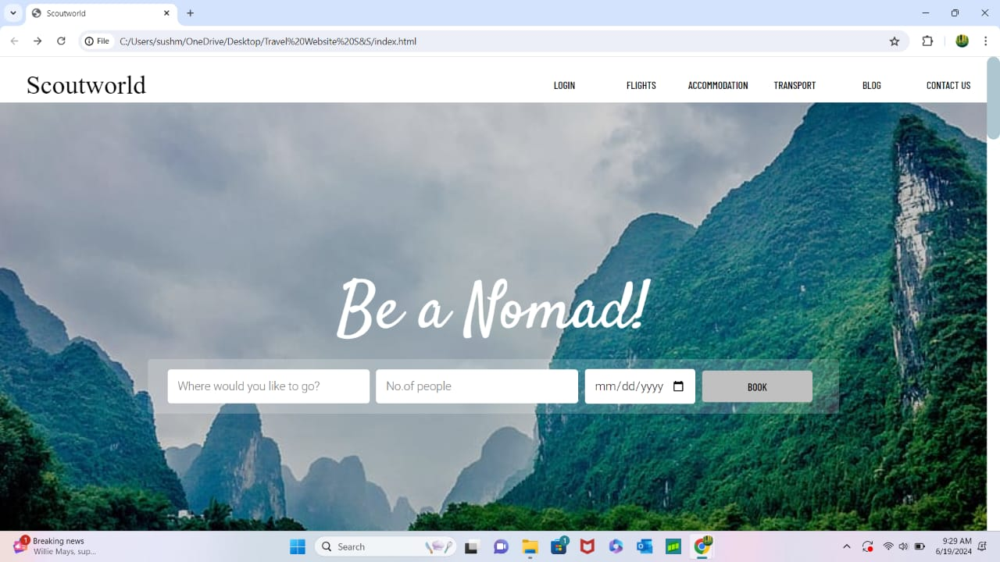 Scoutworld
File C:/Users/sushm/OneDrive/Desktop/Travel%20Website%20S&S/index.html
Scoutworld
LOGIN FLIGHTS ACCOMMODATION TRANSPORT BLOG CONTACT US
Be a Nomad!
Where would you like to go? No.of people mm/dd/yyyy BOOK
1 Breaking news
Willie Mays, sup...
Search
1
9:29 AM
6/19/2024